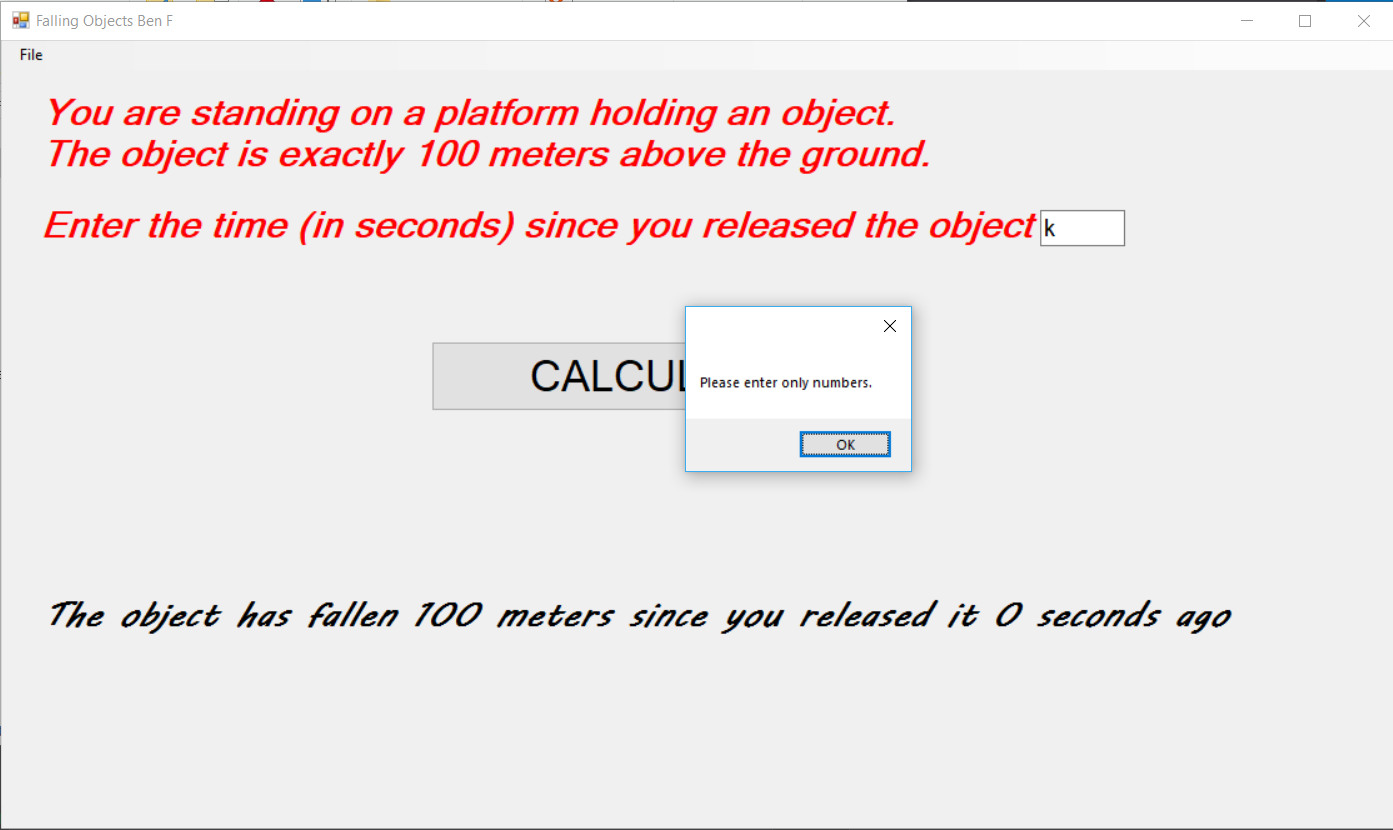 Falling Objects Ben F
File
You are standing on a platform holding an object.
The object is exactly 100 meters above the ground.
Enter the time (in seconds) since you released the object k
CALCUL
Please enter only numbers.
OK
The object has fallen 100 meters since you released it 0 seconds ago